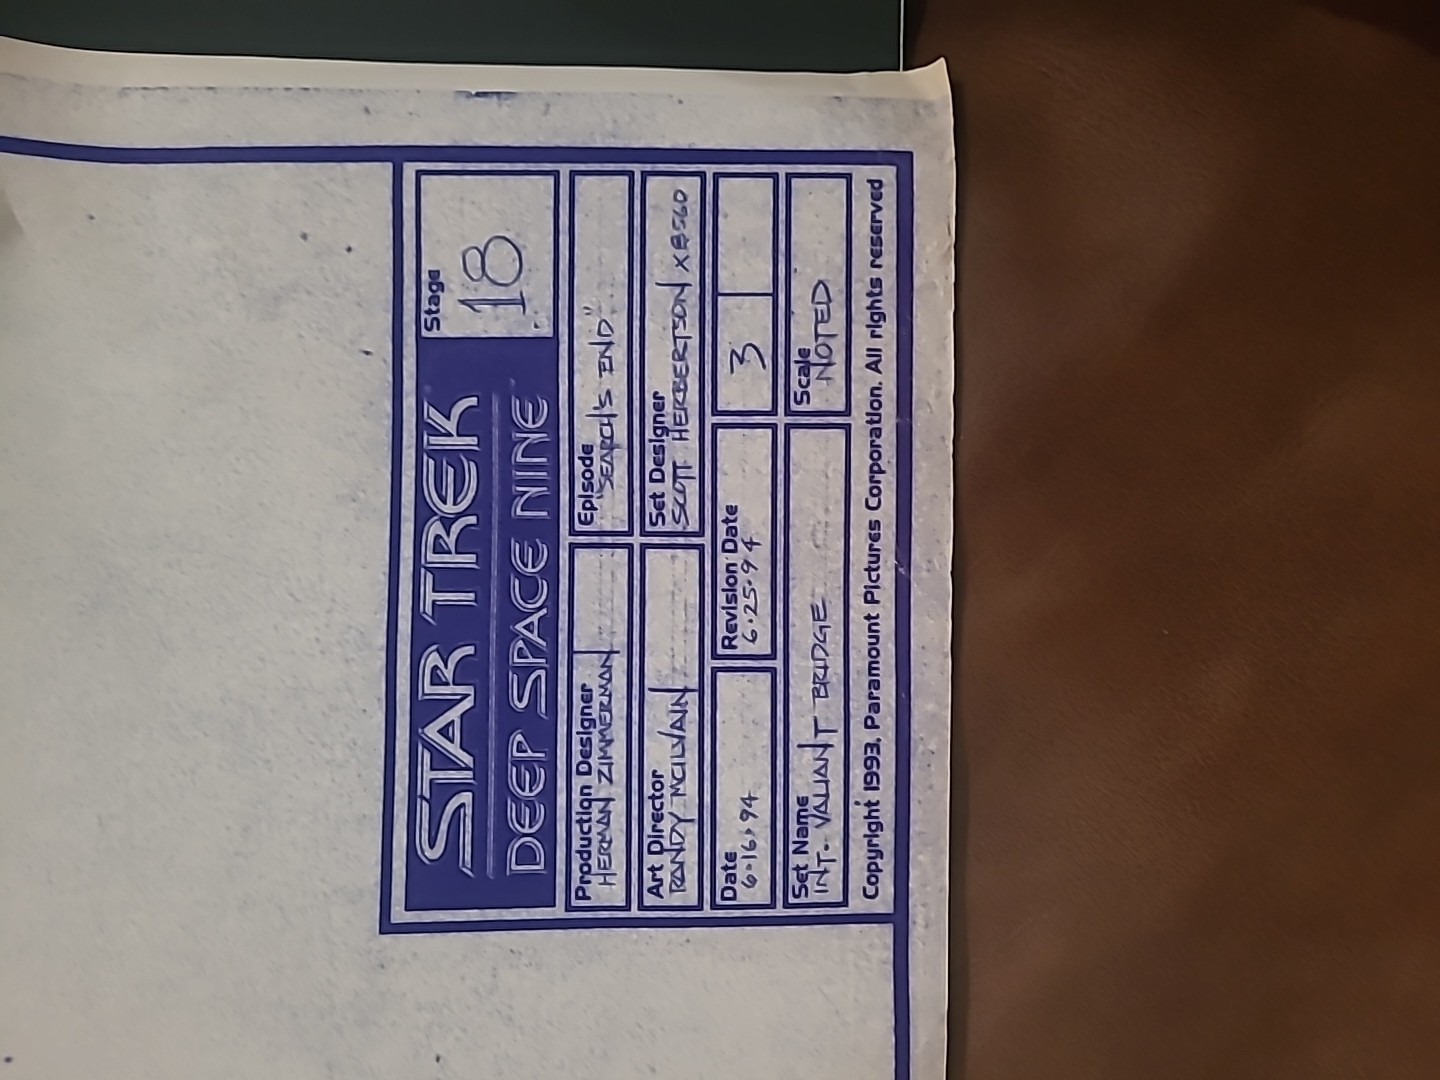 STAR TREK
DEEP SPACE NINE
Stage
18
Production Designer
HERMAN ZIMMERMAN
Episode
"SEARCH'S END"
Art Director
RANDY MCILVAIN
Set Designer
SCOTT HERBERTSON X8560
Date
6·16·94
Revision Date
6·25·94
3
Set Name
INT. VALIANT BRIDGE
Scale
NOTED
Copyright 1993, Paramount Pictures Corporation. All rights reserved